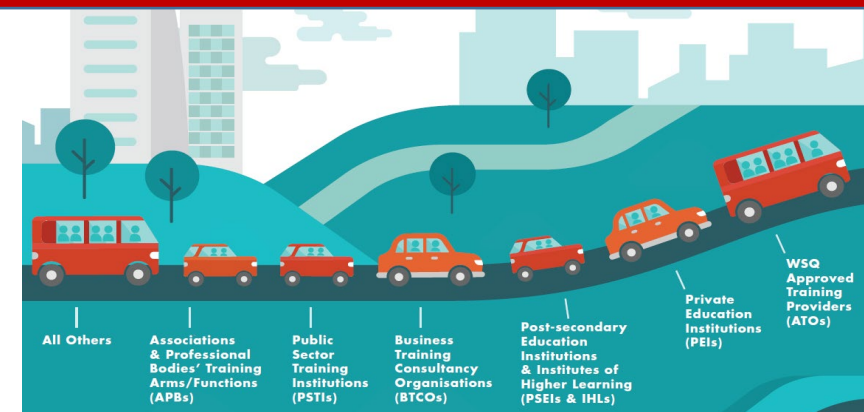 All Others
Associations
& Professional
Bodies' Training
Arms/Functions
(APBs)
Public
Sector
Training
Institutions
(PSTIs)
Business
Training
Consultancy
Organisations
(BTCOs)
Post-secondary
Education
Institutions
& Institutes of
Higher Learning
(PSEIs & IHLs)
Private
Education
Institutions
(PEIs)
WSQ
Approved
Training
Providers
(ATOs)